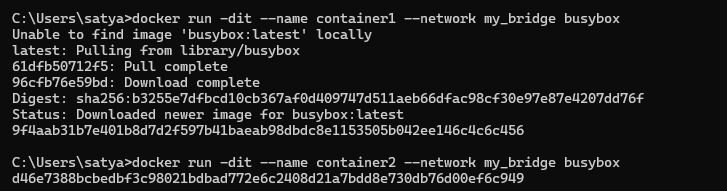 C:\Users\satya>docker run -dit --name container1 --network my_bridge busybox
Unable to find image 'busybox:latest' locally
latest: Pulling from library/busybox
61dfb50712f5: Pull complete
96cfb76e59bd: Download complete
Digest: sha256:b3255e7dfbcd10cb367af0d409747d511aeb66dfac98cf30e97e87e4207dd76f
Status: Downloaded newer image for busybox:latest
9f4aab31b7e401b8d7d2f597b41baeab98dbdc8e1153505b042ee146c4c6c456
C:\Users\satya>docker run -dit --name container2 --network my_bridge busybox
d46e7388bcbedbf3c98021bdbad772e6c2408d21a7bdd8e730db76d00ef6c949